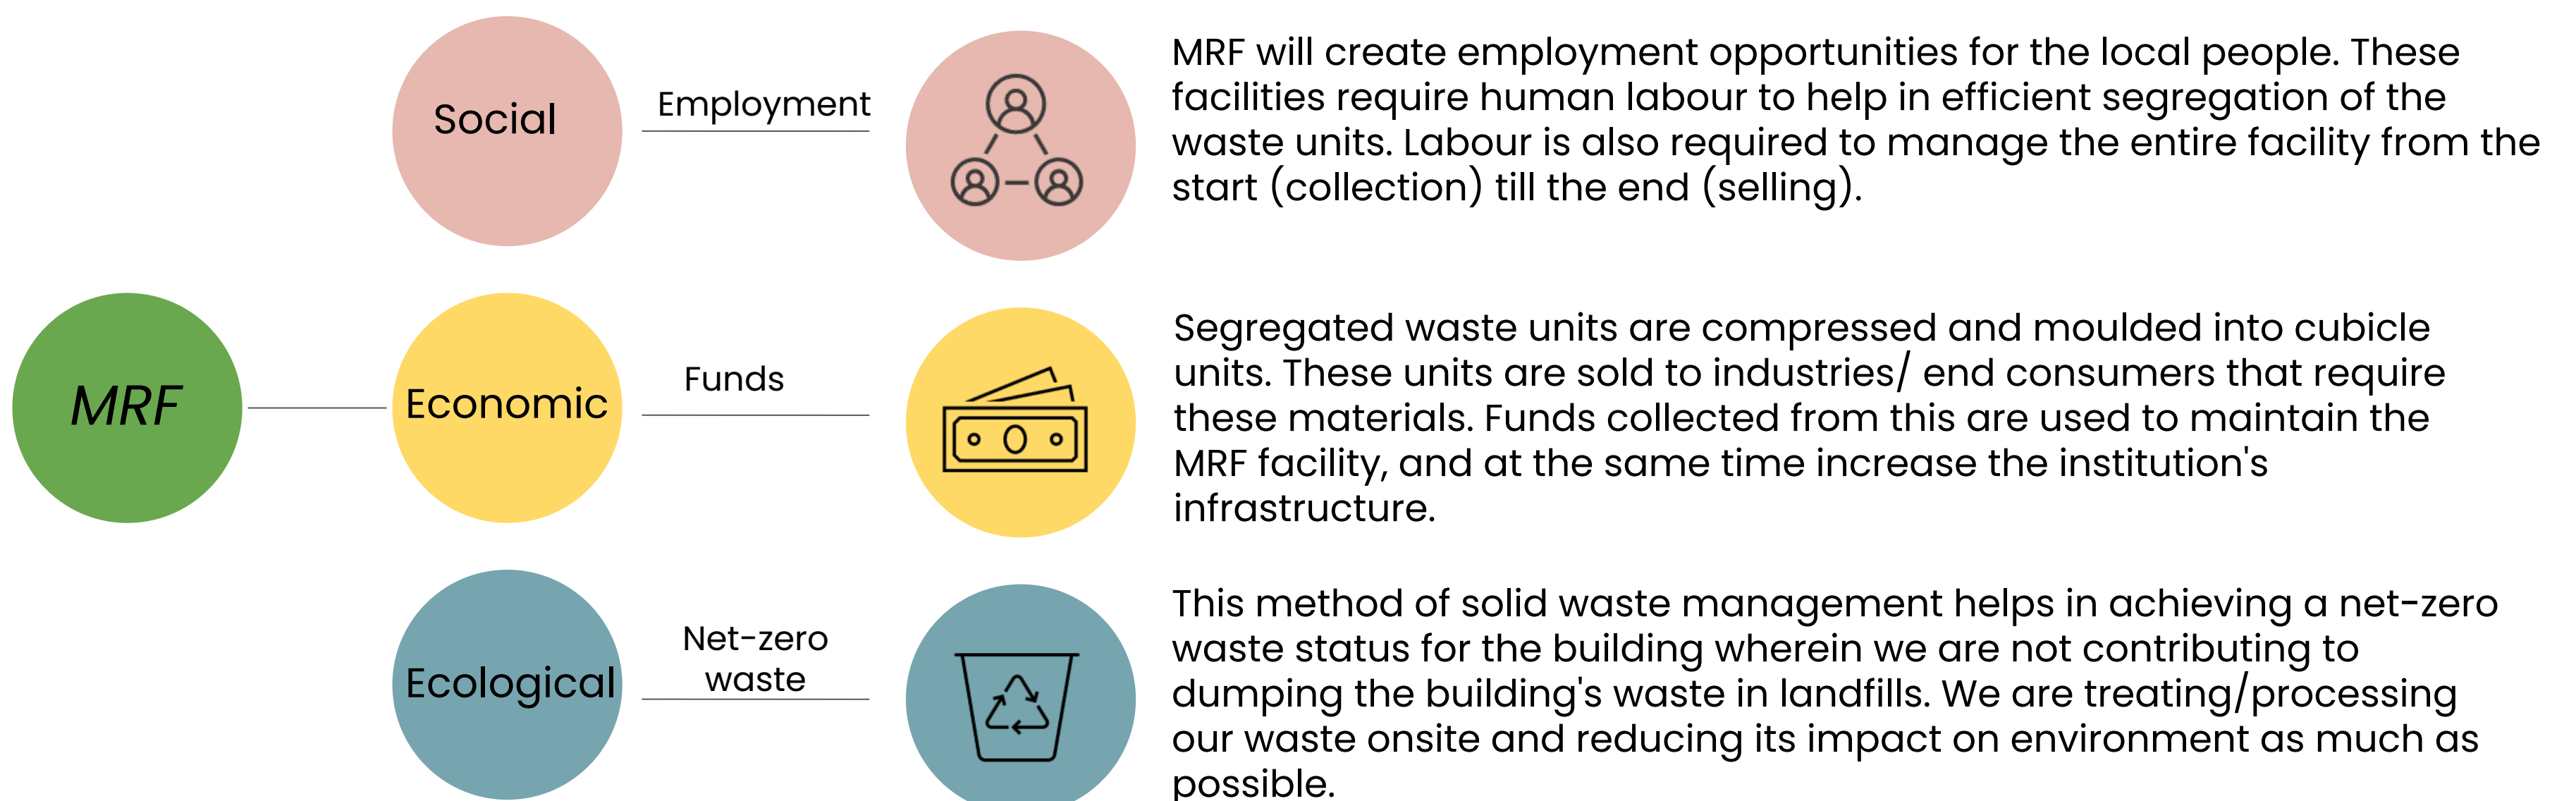 Social
Employment
MRF will create employment opportunities for the local people. These
facilities require human labour to help in efficient segregation of the
waste units. Labour is also required to manage the entire facility from the
start (collection) till the end (selling).
MRF
Economic
Funds
Segregated waste units are compressed and moulded into cubicle
units. These units are sold to industries/ end consumers that require
these materials. Funds collected from this are used to maintain the
MRF facility, and at the same time increase the institution's
infrastructure.
Ecological
Net-zero
waste
This method of solid waste management helps in achieving a net-zero
waste status for the building wherein we are not contributing to
dumping the building's waste in landfills. We are treating/processing
our waste onsite and reducing its impact on environment as much as
possible.